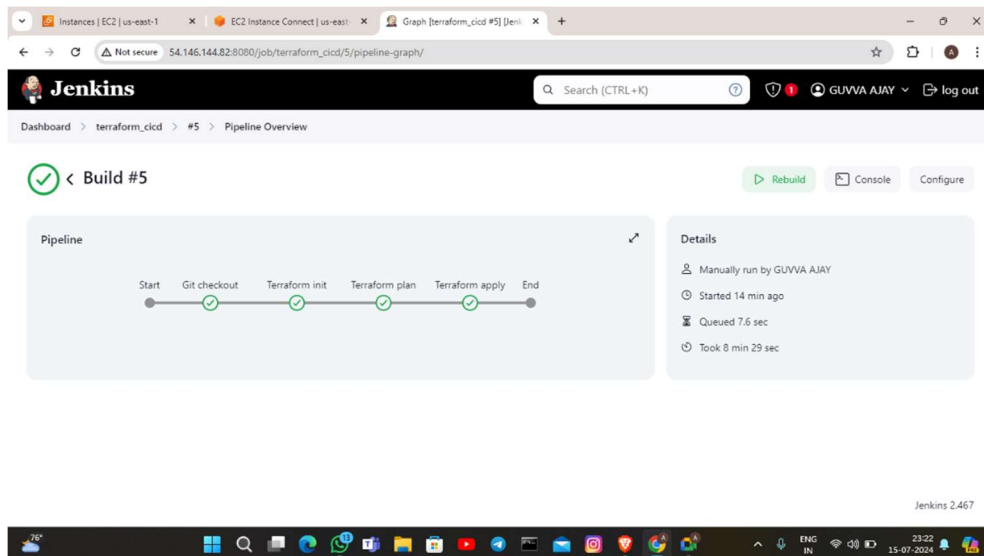 Instances | EC2 | us-east-1
EC2 Instance Connect | us-east-
Graph [terraform_cicd #5] [Jenk
Not secure 54.146.144.82:8080/job/terraform_cicd/5/pipeline-graph/
A
Jenkins
Search (CTRL+K)
1
GUVVA AJAY
log out
Dashboard > terraform_cicd > #5 > Pipeline Overview
Build #5
Rebuild
Console
Configure
Pipeline
Start Git checkout Terraform init Terraform plan Terraform apply End
Details
Manually run by GUVVA AJAY
Started 14 min ago
Queued 7.6 sec
Took 8 min 29 sec
Jenkins 2.467
76°
13
ENG
IN
23:22
15-07-2024